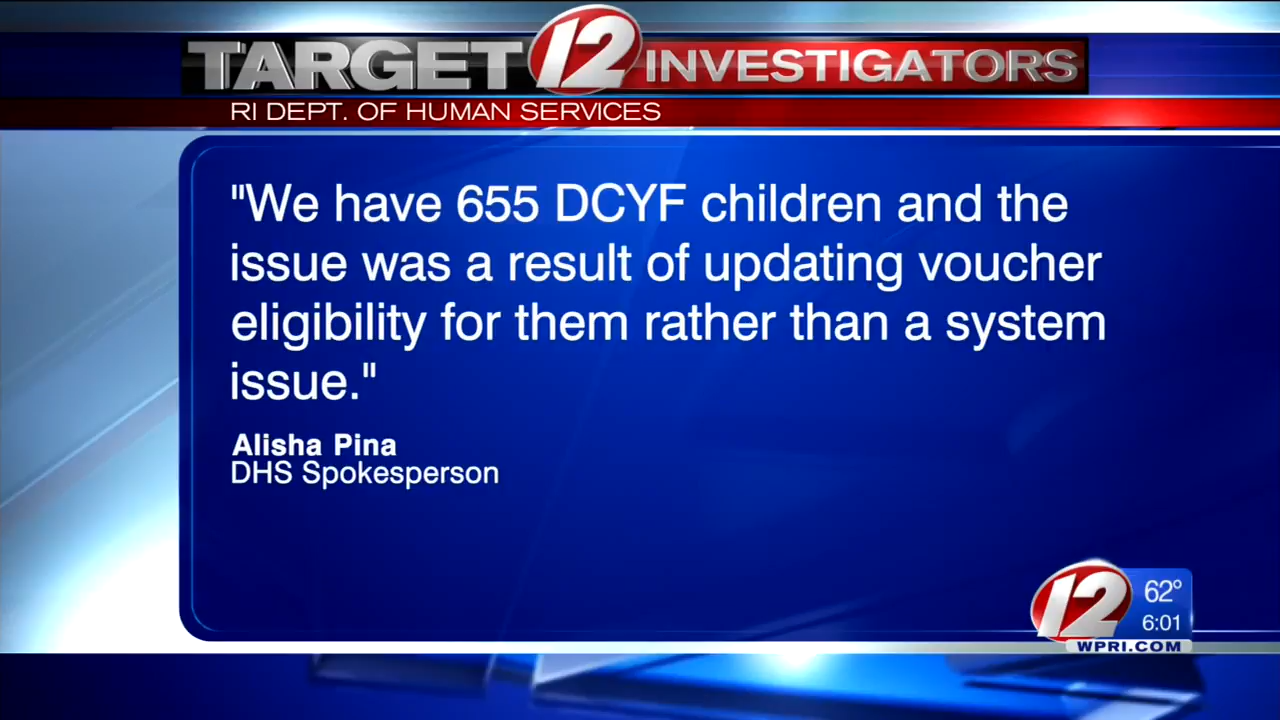 TARGET 12 INVESTIGATORS
RI DEPT. OF HUMAN SERVICES
"We have 655 DCYF children and the
issue was a result of updating voucher
eligibility for them rather than a system
issue."
Alisha Pina
DHS Spokesperson
12
62°
6:01
WPRI.COM